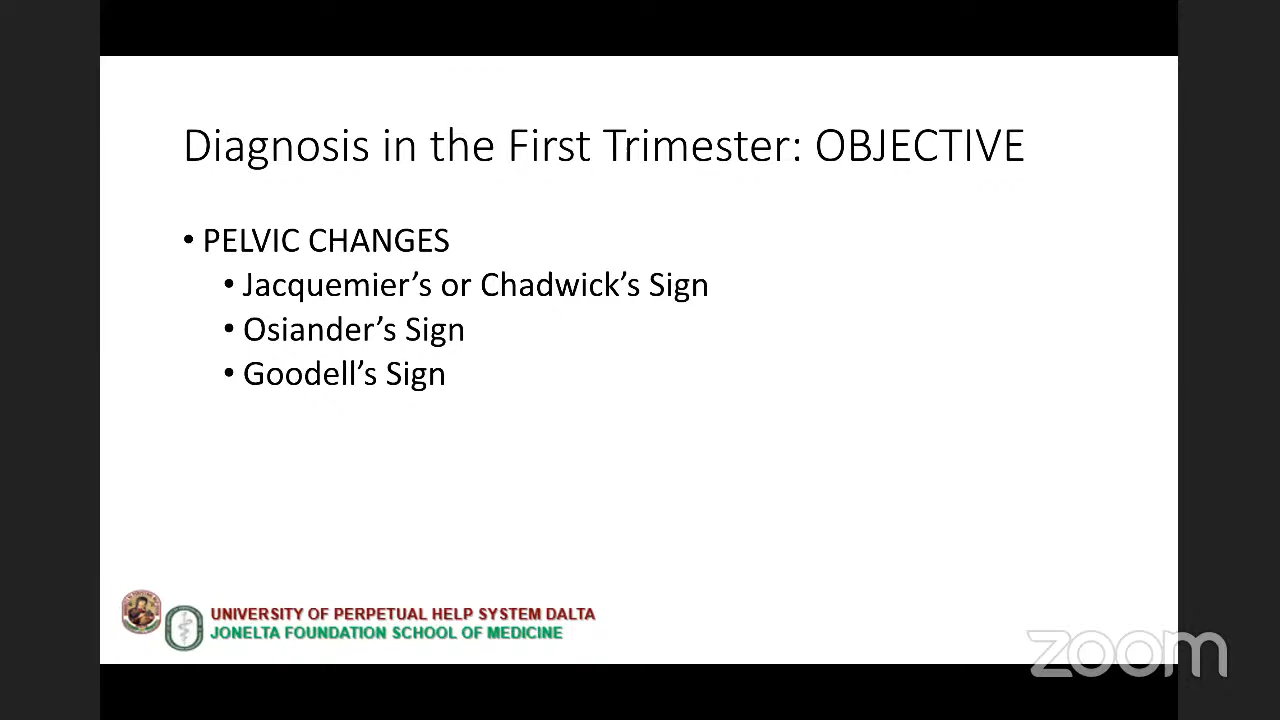 Diagnosis in the First Trimester: OBJECTIVE
• PELVIC CHANGES
• Jacquemier’s or Chadwick’s Sign
• Osiander’s Sign
• Goodell’s Sign
UNIVERSITY OF PERPETUAL HELP SYSTEM DALTA
JONELTA FOUNDATION SCHOOL OF MEDICINE
zoom